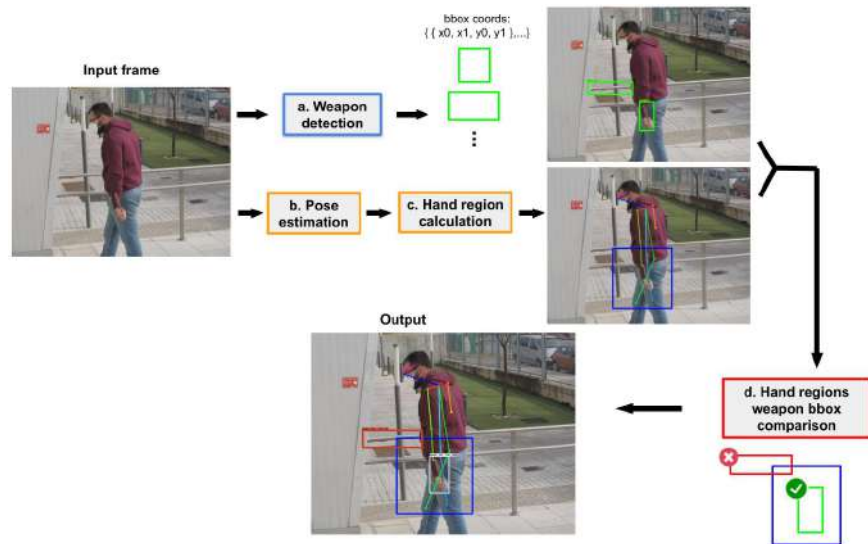 Input frame
a. Weapon
detection
bbox coords:
{ { x0, x1, y0, y1 },...}
b. Pose
estimation
c. Hand region
calculation
Output
d. Hand regions
weapon bbox
comparison